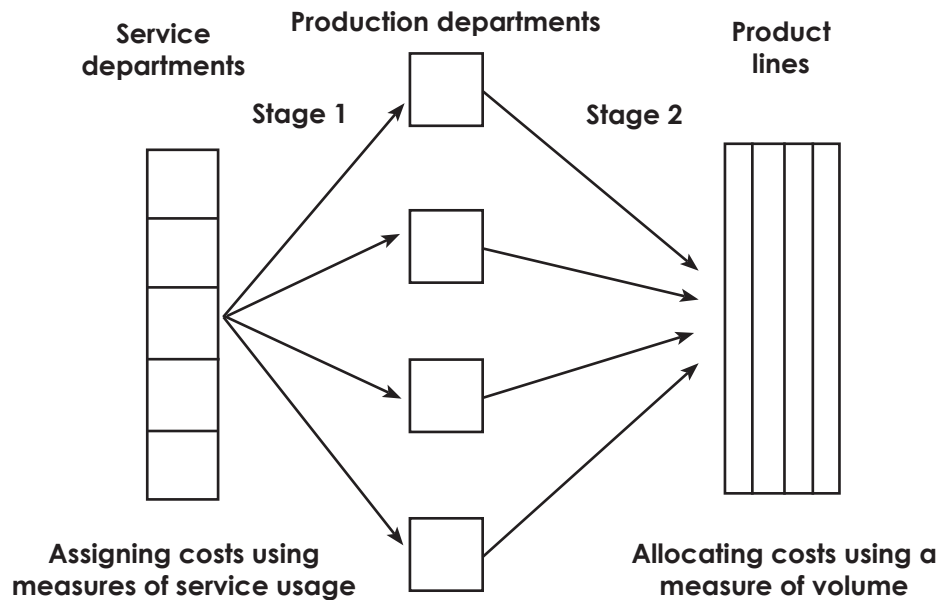 Service
departments
Production departments
Product
lines
Stage 1
Stage 2
Assigning costs using
measures of service usage
Allocating costs using a
measure of volume